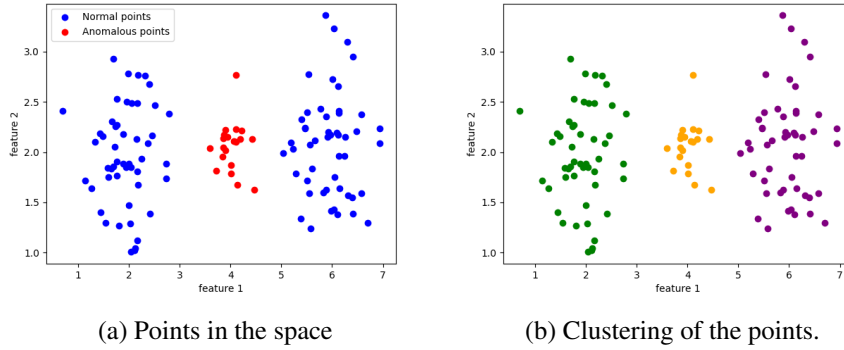 Normal points
Anomalous points
3.0
2.5
2.0
1.5
1.0
feature 2
1 2 3 4 5 6 7
feature 1
(a) Points in the space
3.0
2.5
2.0
1.5
1.0
feature 2
1 2 3 4 5 6 7
feature 1
(b) Clustering of the points.